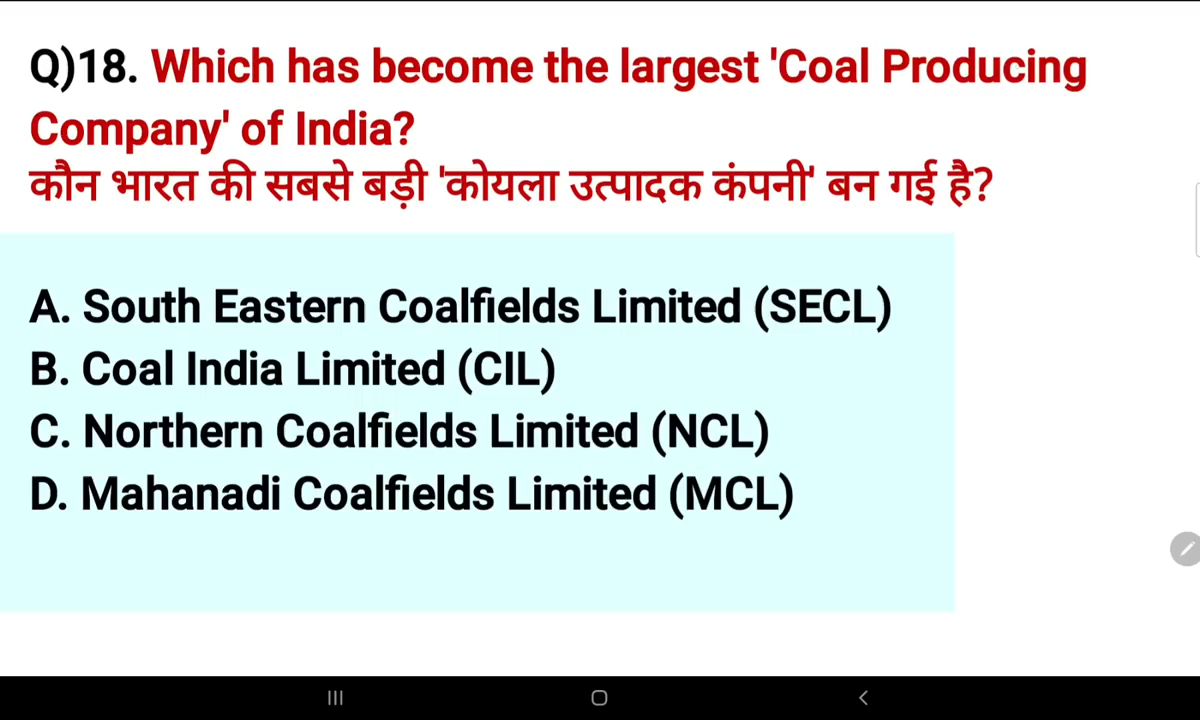 Q)18. Which has become the largest 'Coal Producing
Company' of India?
कौन भारत की सबसे बड़ी 'कोयला उत्पादक कंपनी' बन गई है?
A. South Eastern Coalfields Limited (SECL)
B. Coal India Limited (CIL)
C. Northern Coalfields Limited (NCL)
D. Mahanadi Coalfields Limited (MCL)